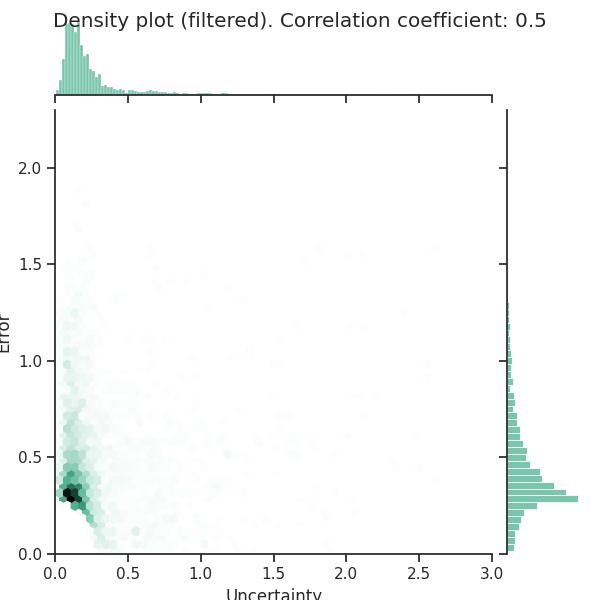 Density plot (filtered). Correlation coefficient: 0.5
2.0
1.5
1.0
0.5
0.0
Error
0.0 0.5 1.0 1.5 2.0 2.5 3.0
Uncertainty